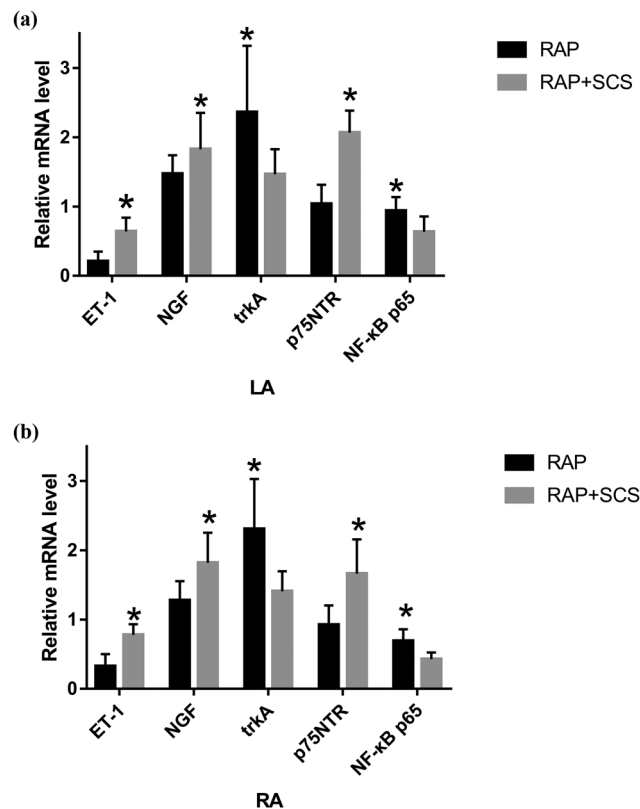 (a)
RAP
RAP+SCS
Relative mRNA level
3
2
1
0
* * * * *
ET-1 NGF trkA p75NTR NF-κB p65
LA
(b)
RAP
RAP+SCS
Relative mRNA level
3
2
1
0
* * * * *
ET-1 NGF trkA p75NTR NF-κB p65
RA